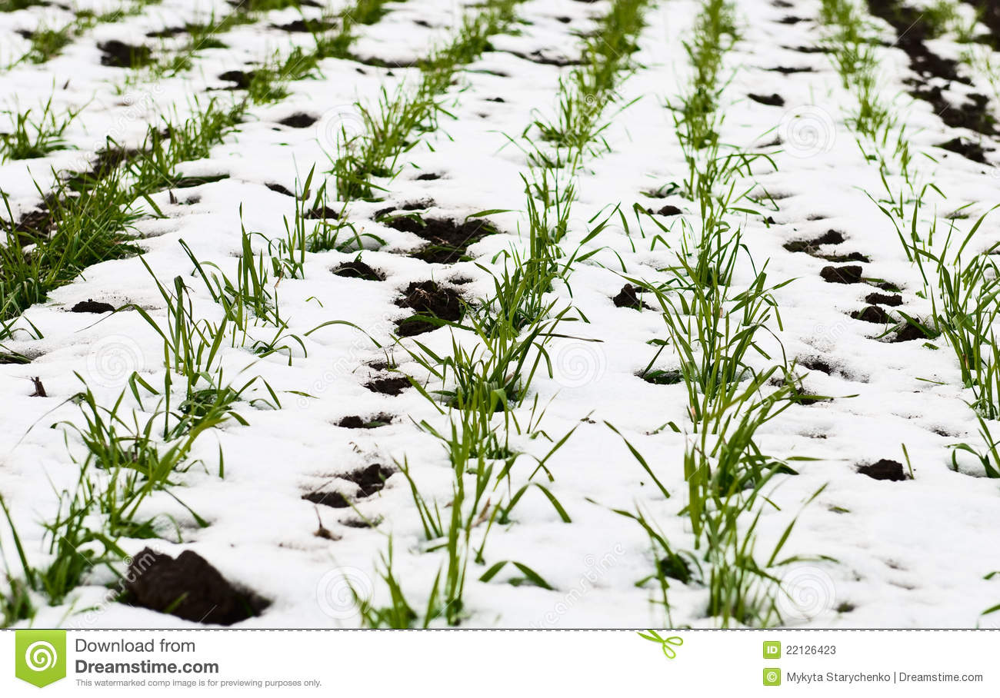 Download from
Dreamstime.com
This watermarked comp image is for previewing purposes only.
ID 22126423
© Mykyta Starychenko | Dreamstime.com